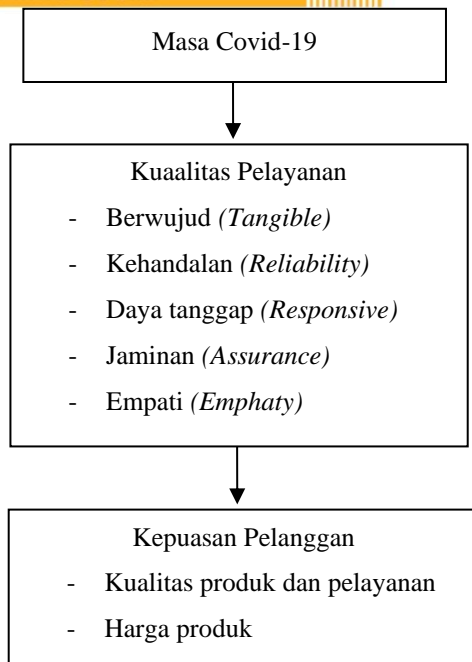 Masa Covid-19
Kuaalitas Pelayanan
- Berwujud (Tangible)
- Kehandalan (Reliability)
- Daya tanggap (Responsive)
- Jaminan (Assurance)
- Empati (Emphaty)
Kepuasan Pelanggan
- Kualitas produk dan pelayanan
- Harga produk